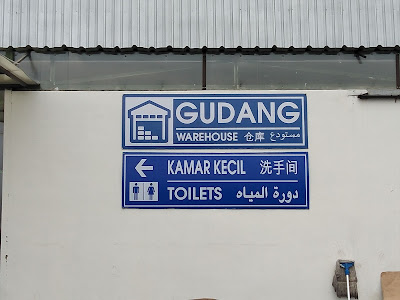 GUDANG
WAREHOUSE 仓库 مستودع
KAMAR KECIL 洗手间
TOILETS دورة المياه